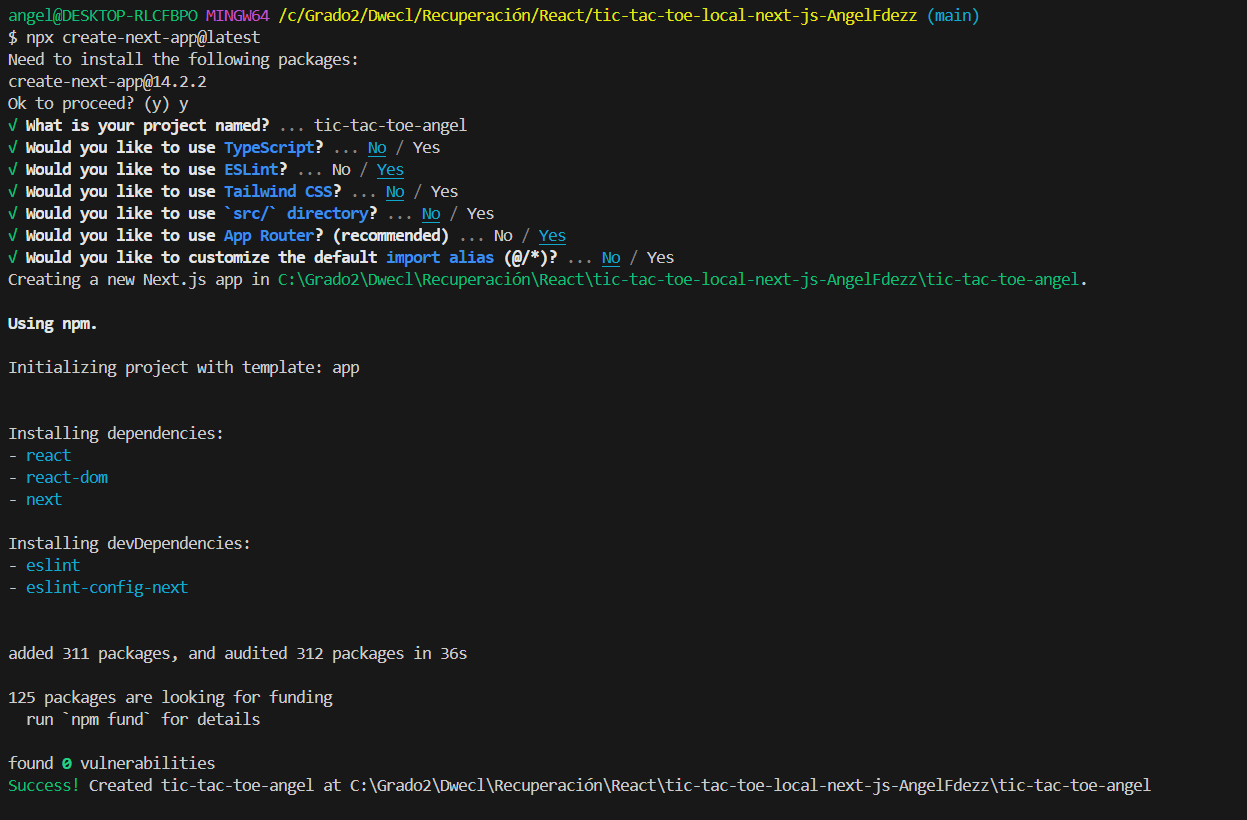 angel@DESKTOP-RLCFBPO MINGW64 /c/Grado2/Dwecl/Recuperación/React/tic-tac-toe-local-next-js-AngelFdezz (main)
$ npx create-next-app@latest
Need to install the following packages:
create-next-app@14.2.2
Ok to proceed? (y) y
√ What is your project named? ... tic-tac-toe-angel
√ Would you like to use TypeScript? ... No / Yes
√ Would you like to use ESLint? ... No / Yes
√ Would you like to use Tailwind CSS? ... No / Yes
√ Would you like to use `src/` directory? ... No / Yes
√ Would you like to use App Router? (recommended) ... No / Yes
√ Would you like to customize the default import alias (@/*)? ... No / Yes
Creating a new Next.js app in C:\Grado2\Dwecl\Recuperación\React\tic-tac-toe-local-next-js-AngelFdezz\tic-tac-toe-angel.
Using npm.
Initializing project with template: app
Installing dependencies:
- react
- react-dom
- next
Installing devDependencies:
- eslint
- eslint-config-next
added 311 packages, and audited 312 packages in 36s
125 packages are looking for funding
  run `npm fund` for details
found 0 vulnerabilities
Success! Created tic-tac-toe-angel at C:\Grado2\Dwecl\Recuperación\React\tic-tac-toe-local-next-js-AngelFdezz\tic-tac-toe-angel